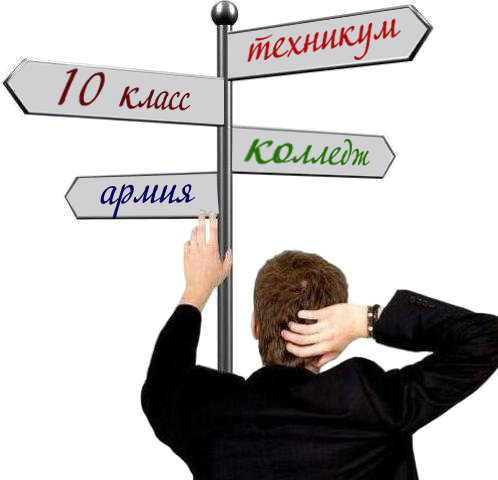 техникум
10 класс
колледж
армия